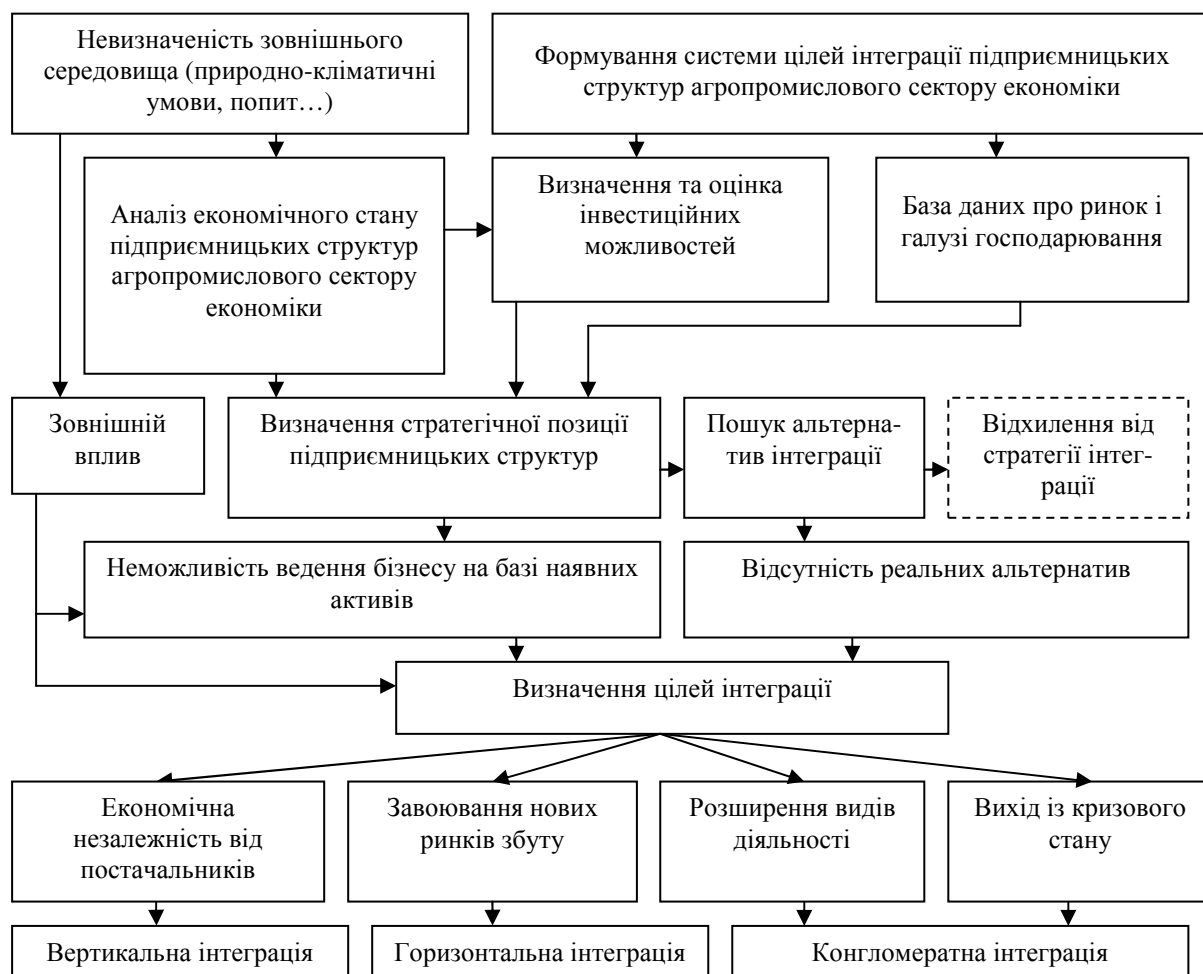 Невизначеність зовнішнього
середовища (природно-кліматичні
умови, попит…)
Формування системи цілей інтеграції підприємницьких
структур агропромислового сектору економіки
Аналіз економічного стану
підприємницьких структур
агропромислового сектору
економіки
Визначення та оцінка
інвестиційних
можливостей
База даних про ринок і
галузі господарювання
Зовнішній
вплив
Визначення стратегічної позиції
підприємницьких структур
Пошук альтерна-
тив інтеграції
Відхилення від
стратегії інтег-
рації
Неможливість ведення бізнесу на базі наявних
активів
Відсутність реальних альтернатив
Визначення цілей інтеграції
Економічна
незалежність від
постачальників
Завоювання нових
ринків збуту
Розширення видів
діяльності
Вихід із кризового
стану
Вертикальна інтеграція
Горизонтальна інтеграція
Конгломератна інтеграція